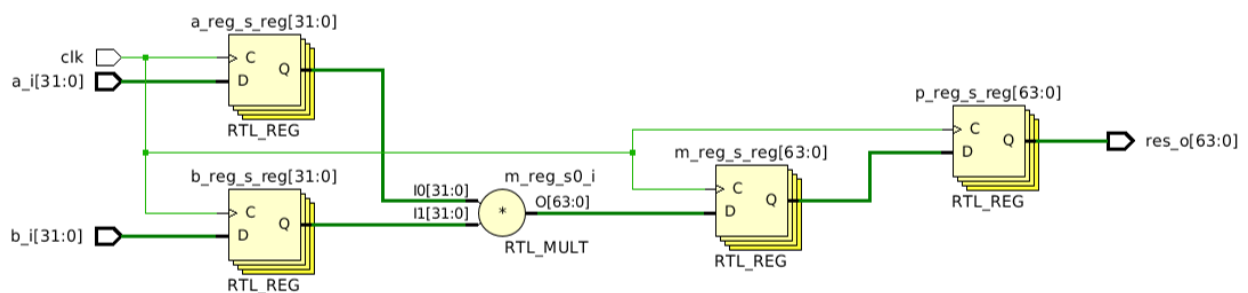 a_reg_s_reg[31:0]
clk
C
a_i[31:0]
D
Q
RTL_REG
b_reg_s_reg[31:0]
C
b_i[31:0]
D
Q
RTL_REG
I0[31:0]
I1[31:0]
m_reg_s0_i
*
O[63:0]
RTL_MULT
m_reg_s_reg[63:0]
C
D
Q
RTL_REG
p_reg_s_reg[63:0]
C
D
Q
RTL_REG
res_o[63:0]